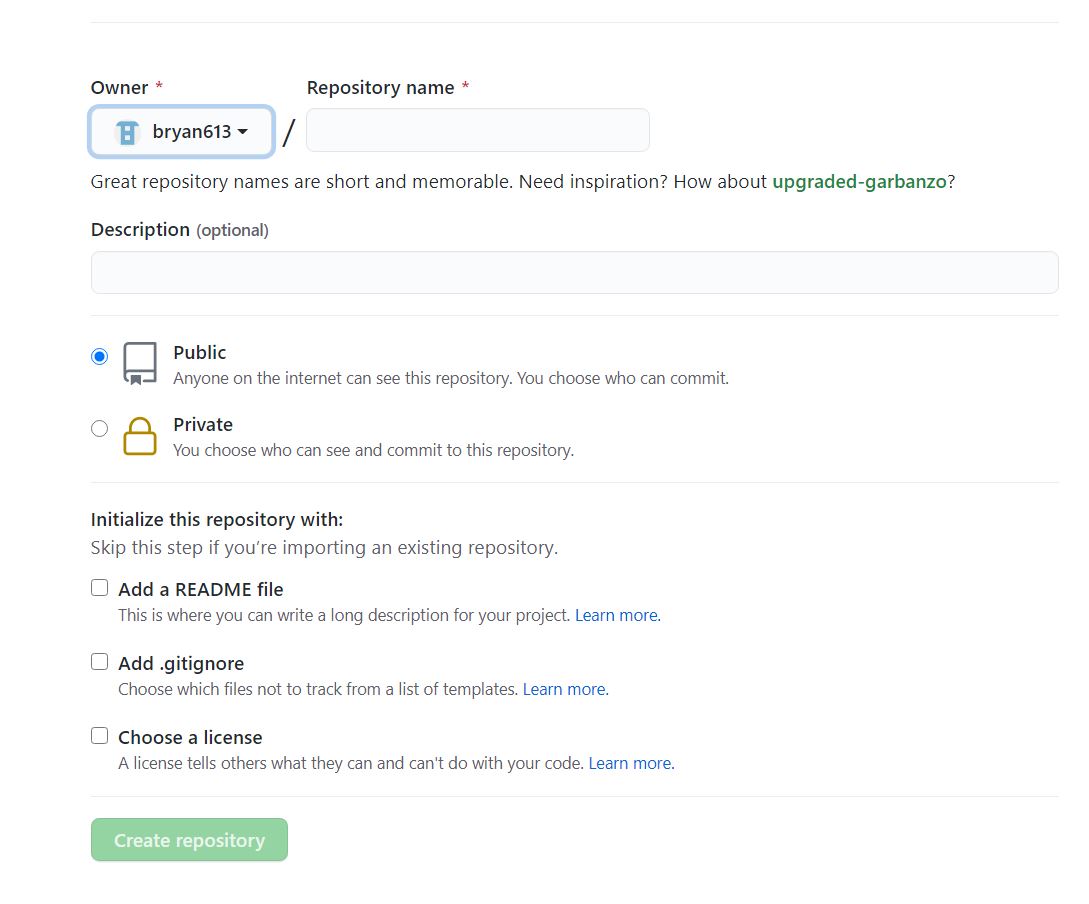 Owner * Repository name *
bryan613 /
Great repository names are short and memorable. Need inspiration? How about upgraded-garbanzo?
Description (optional)
Public
Anyone on the internet can see this repository. You choose who can commit.
Private
You choose who can see and commit to this repository.
Initialize this repository with:
Skip this step if you’re importing an existing repository.
Add a README file
This is where you can write a long description for your project. Learn more.
Add .gitignore
Choose which files not to track from a list of templates. Learn more.
Choose a license
A license tells others what they can and can't do with your code. Learn more.
Create repository